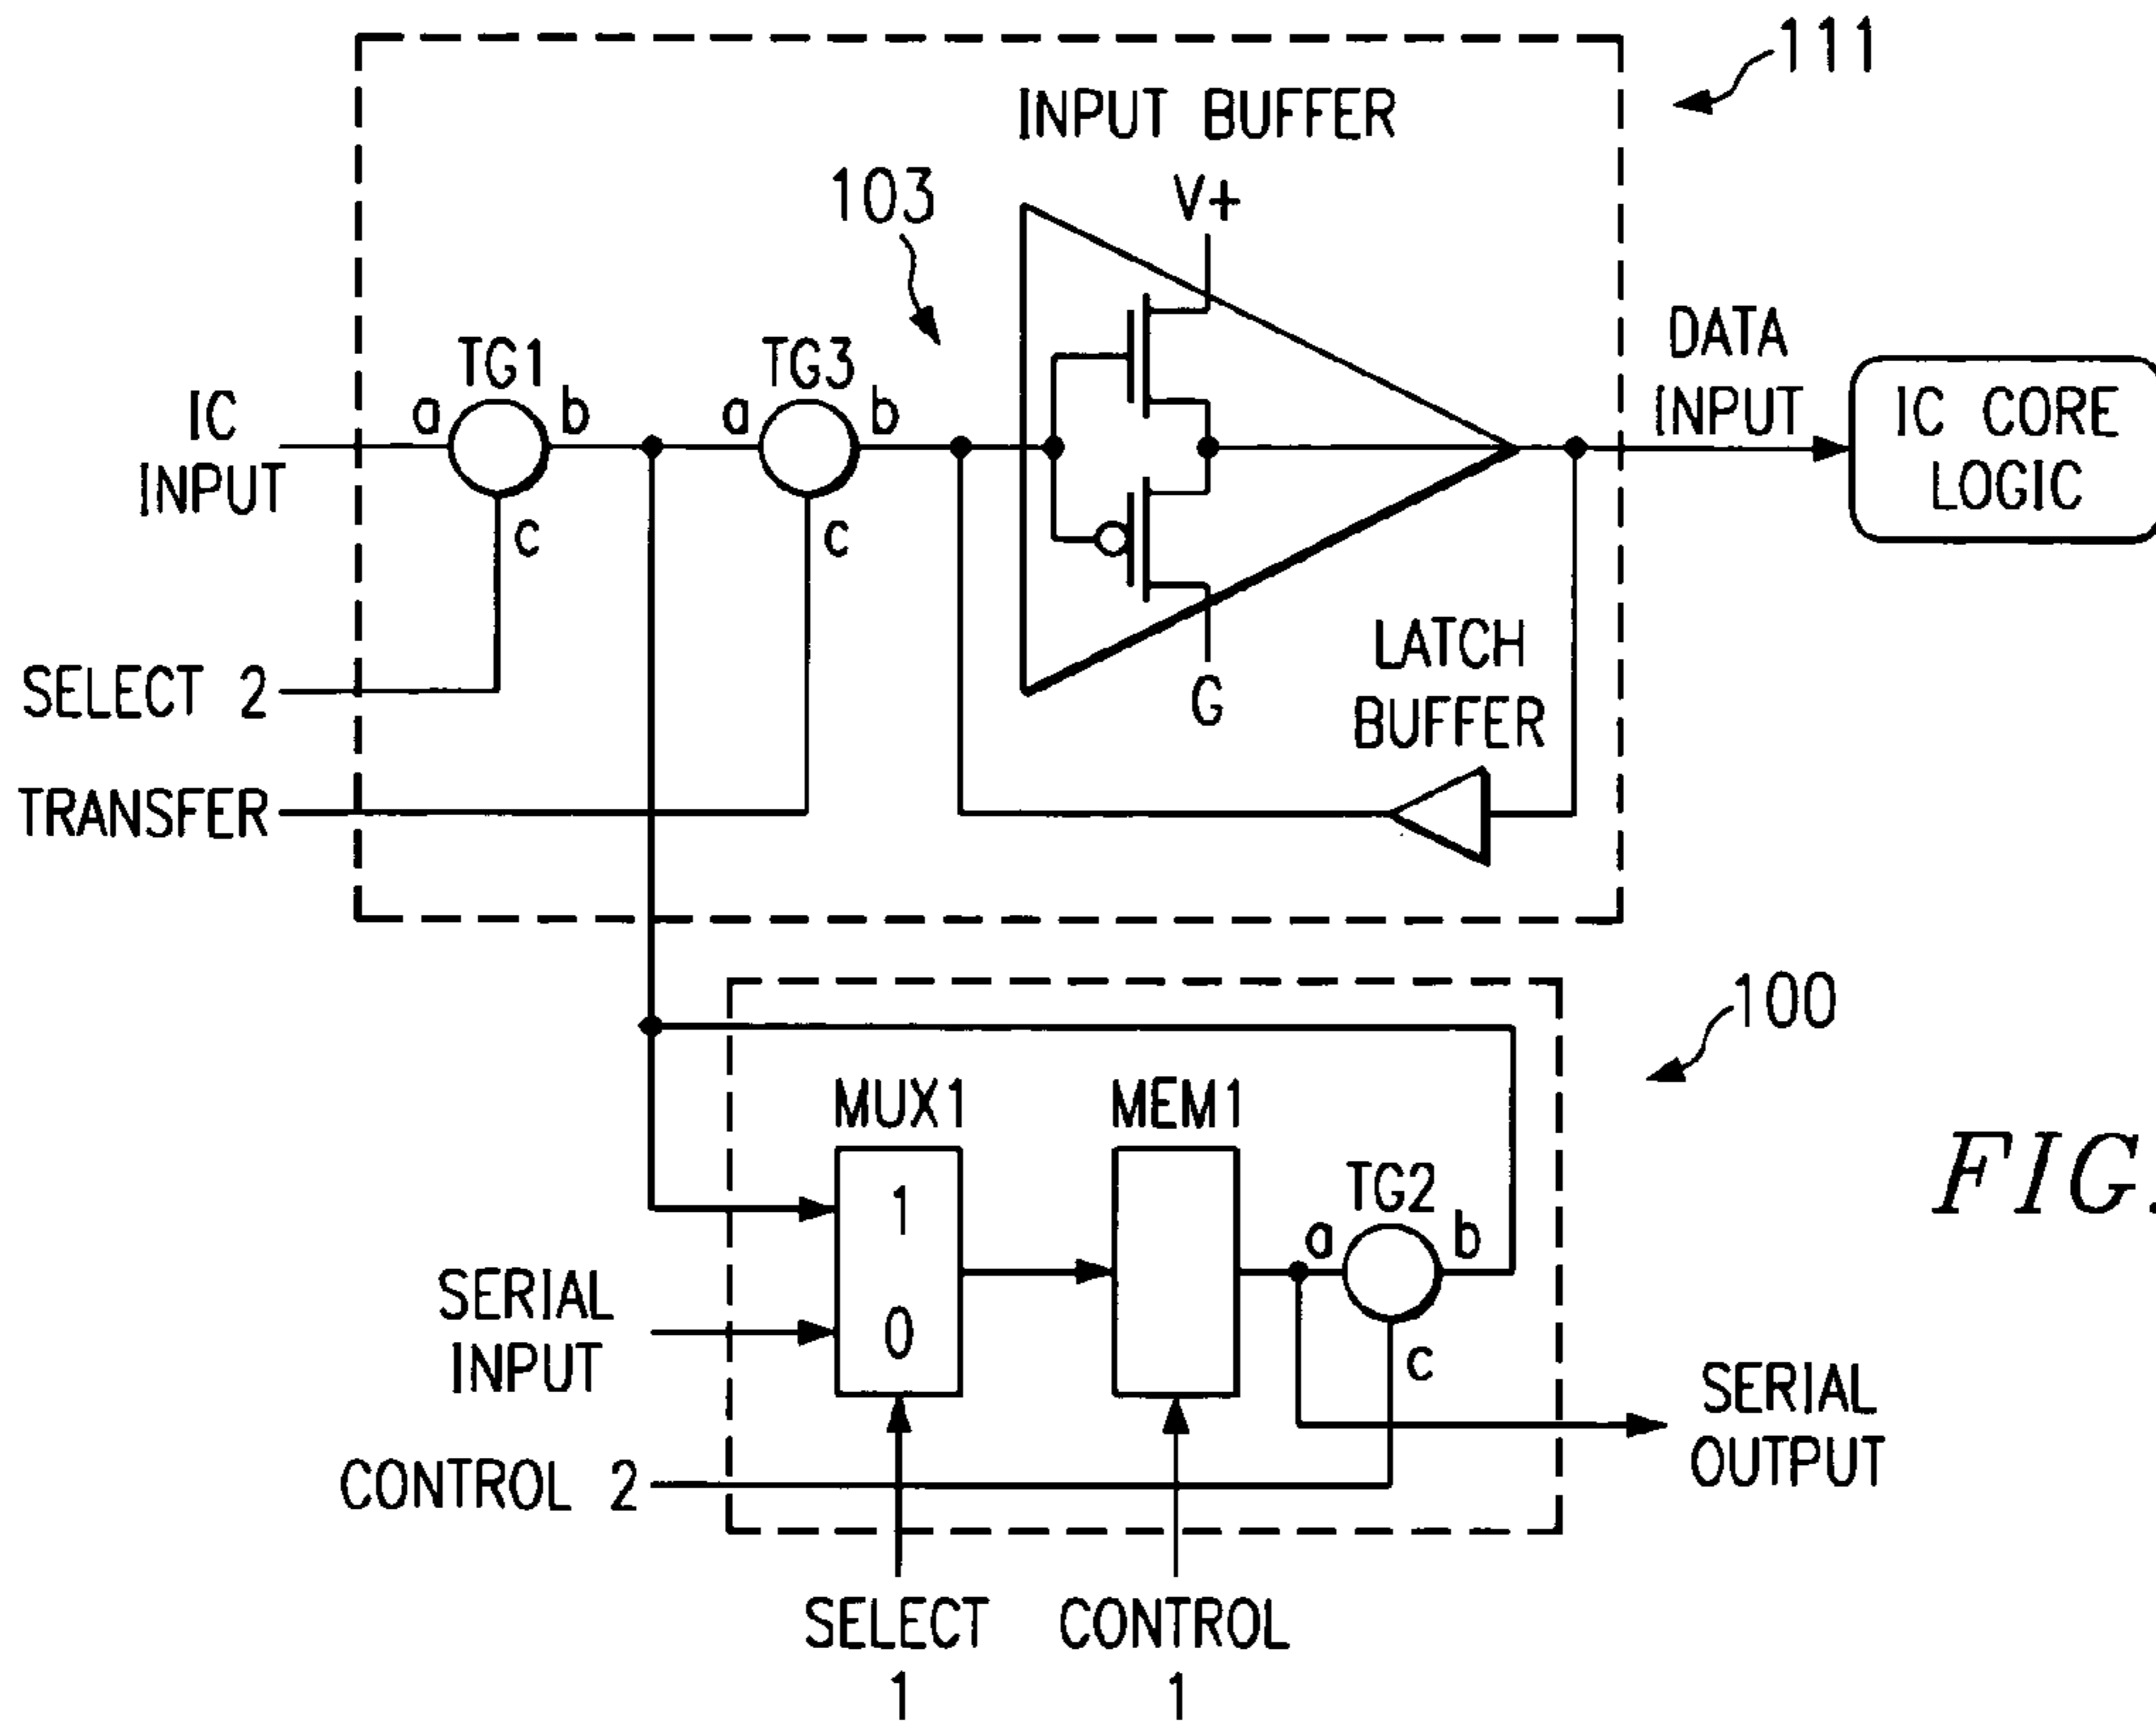 111
INPUT BUFFER
V+
103
TG1
TG3
DATA
INPUT
IC
INPUT
a
b
a
b
IC CORE
LOGIC
c
c
LATCH
BUFFER
G
SELECT 2
TRANSFER
100
MUX1
MEM1
FIG.
TG2
1
a
b
SERIAL
INPUT
0
c
SERIAL
OUTPUT
CONTROL 2
SELECT
1
CONTROL
1